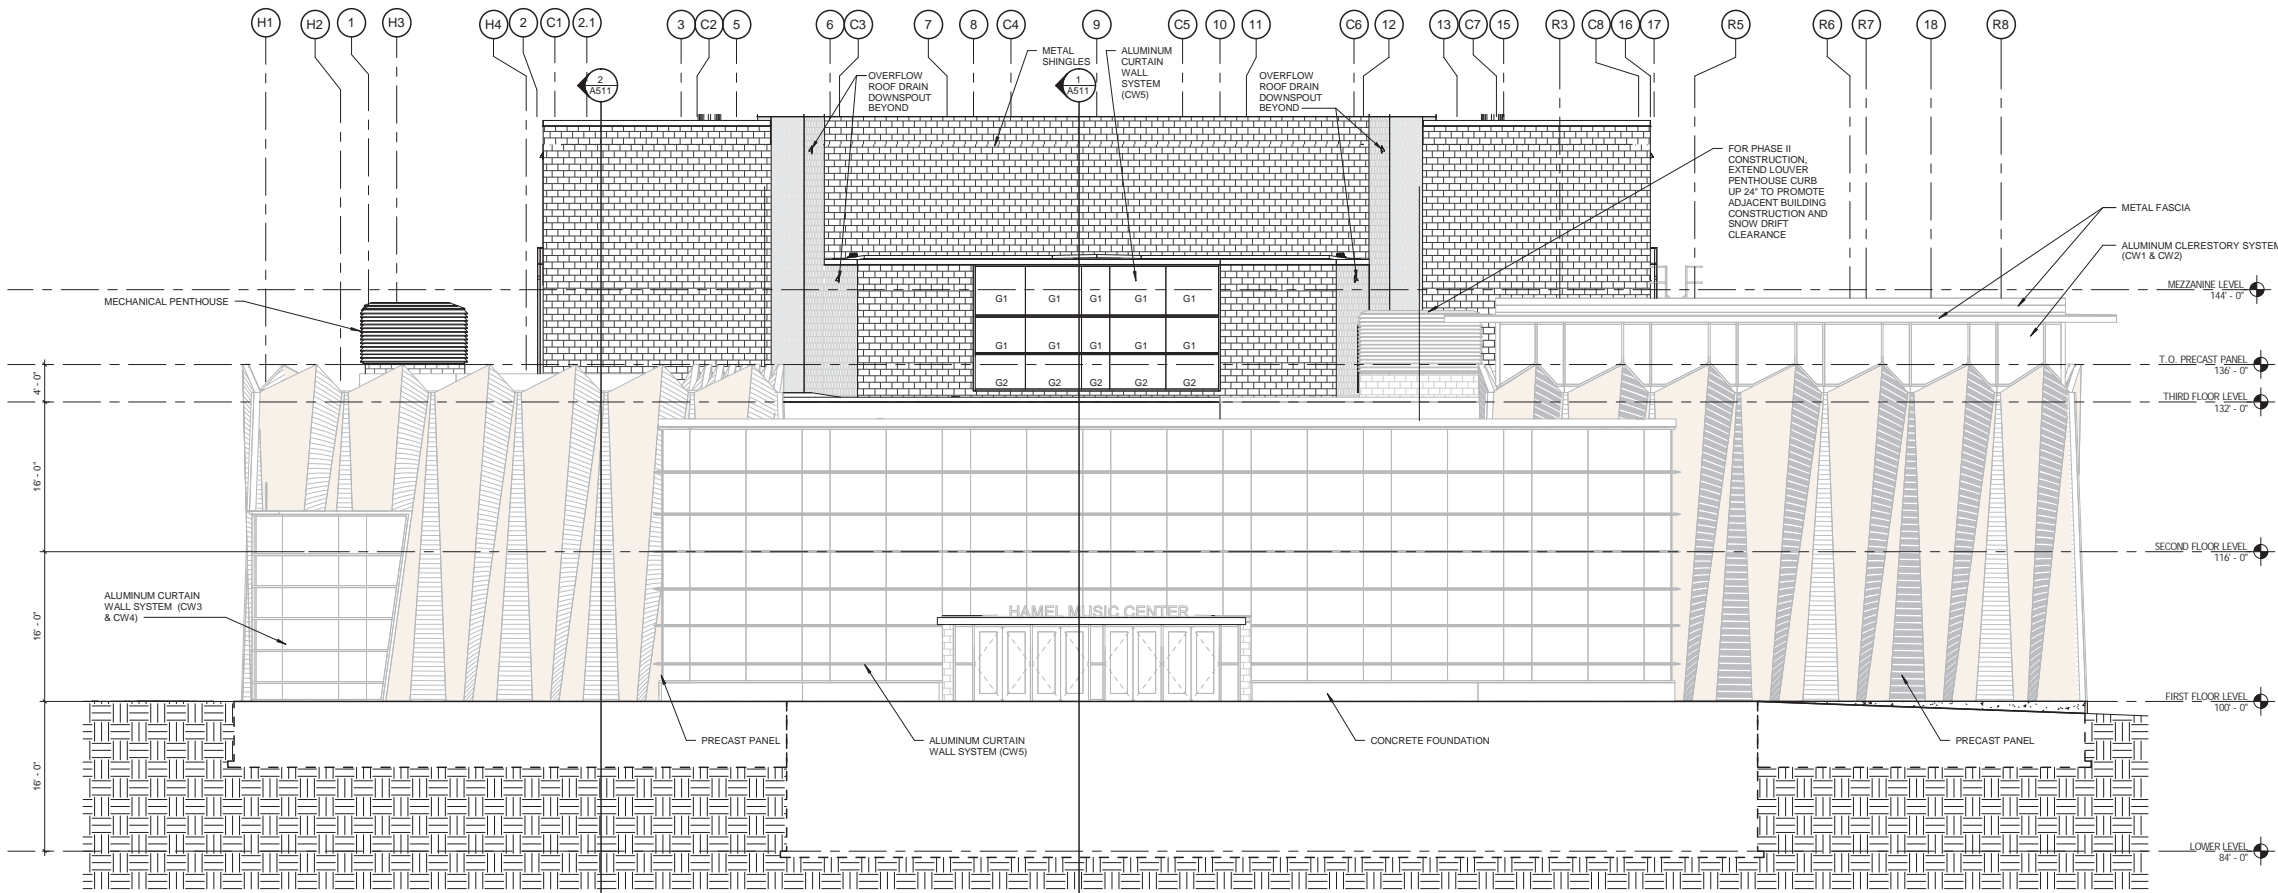 H1
H2
1
H3
H4
2
C1
2.1
3
C2
5
6
C3
7
8
C4
9
C5
10
11
C6
12
13
C7
15
R3
C8
16
17
R5
R6
R7
18
R8
2
A511
1
A511
OVERFLOW
ROOF DRAIN
DOWNSPOUT
BEYOND
METAL
SHINGLES
ALUMINUM
CURTAIN
WALL
SYSTEM
(CW5)
OVERFLOW
ROOF DRAIN
DOWNSPOUT
BEYOND
FOR PHASE II
CONSTRUCTION,
EXTEND LOUVER
PENTHOUSE CURB
UP 24" TO PROMOTE
ADJACENT BUILDING
CONSTRUCTION AND
SNOW DRIFT
CLEARANCE
METAL FASCIA
ALUMINUM CLERESTORY SYSTEM
(CW1 & CW2)
MECHANICAL PENTHOUSE
G1 G1 G1 G1 G1
G1 G1 G1 G1 G1
G2 G2 G2 G2 G2
MEZZANINE LEVEL
144' - 0"
T.O. PRECAST PANEL
136' - 0"
THIRD FLOOR LEVEL
132' - 0"
SECOND FLOOR LEVEL
116' - 0"
FIRST FLOOR LEVEL
100' - 0"
LOWER LEVEL
84' - 0"
4' - 0"
16' - 0"
16' - 0"
16' - 0"
ALUMINUM CURTAIN
WALL SYSTEM (CW3
& CW4)
HAMEL MUSIC CENTER
PRECAST PANEL
ALUMINUM CURTAIN
WALL SYSTEM (CW5)
CONCRETE FOUNDATION
PRECAST PANEL